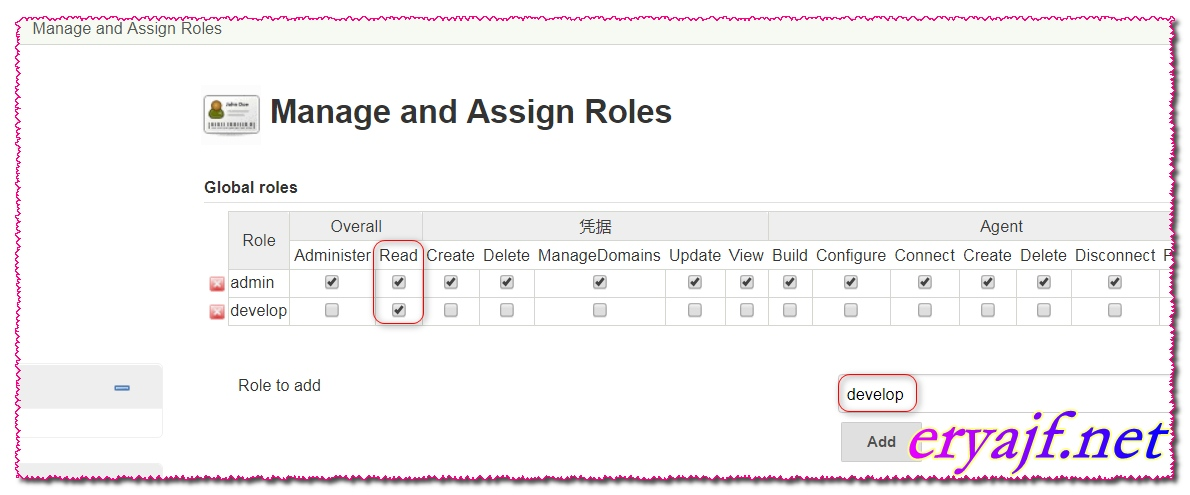 Manage and Assign Roles
John Doe
Manage and Assign Roles
Global roles
Role Overall 凭据 Agent
Administer Read Create Delete ManageDomains Update View Build Configure Connect Create Delete Disconnect
admin
develop
Role to add
develop
Add
eryajf.net